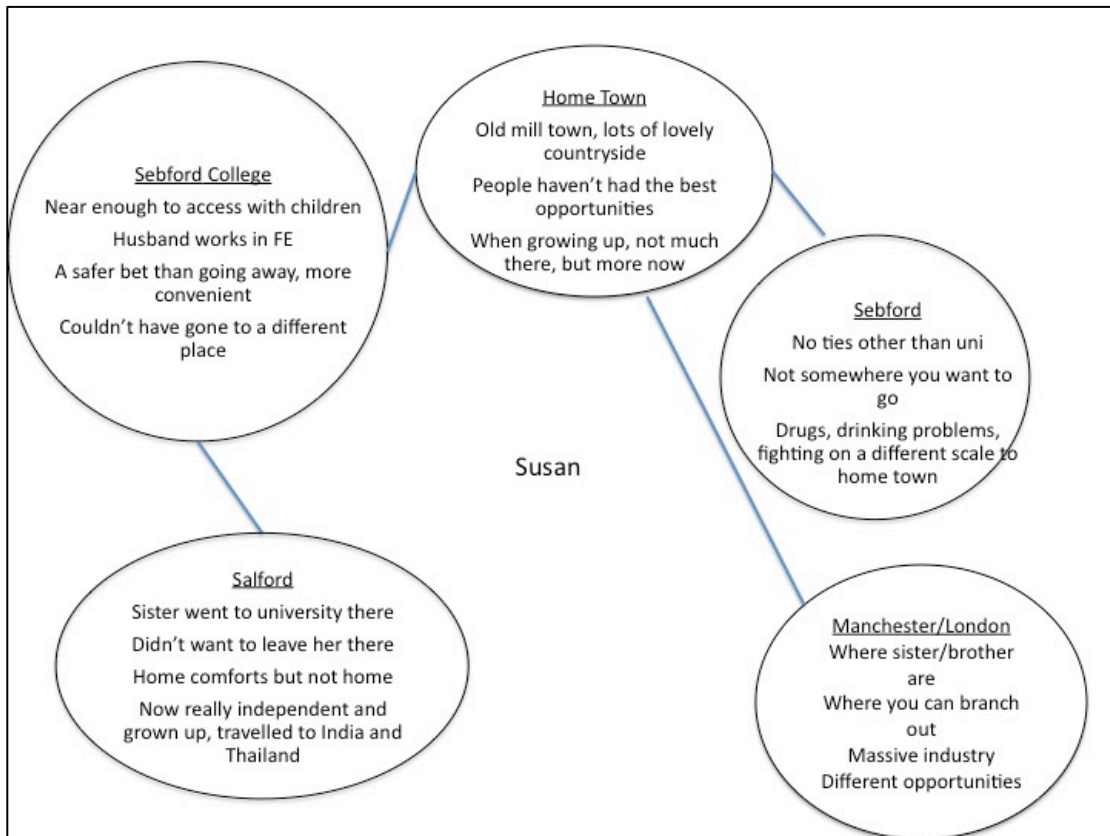 Sebford College
Near enough to access with children
Husband works in FE
A safer bet than going away, more
convenient
Couldn't have gone to a different
place
Home Town
Old mill town, lots of lovely
countryside
People haven't had the best
opportunities
When growing up, not much
there, but more now
Sebford
No ties other than uni
Not somewhere you want to
go
Drugs, drinking problems,
fighting on a different scale to
home town
Susan
Salford
Sister went to university there
Didn't want to leave her there
Home comforts but not home
Now really independent and
grown up, travelled to India and
Thailand
Manchester/London
Where sister/brother
are
Where you can branch
out
Massive industry
Different opportunities